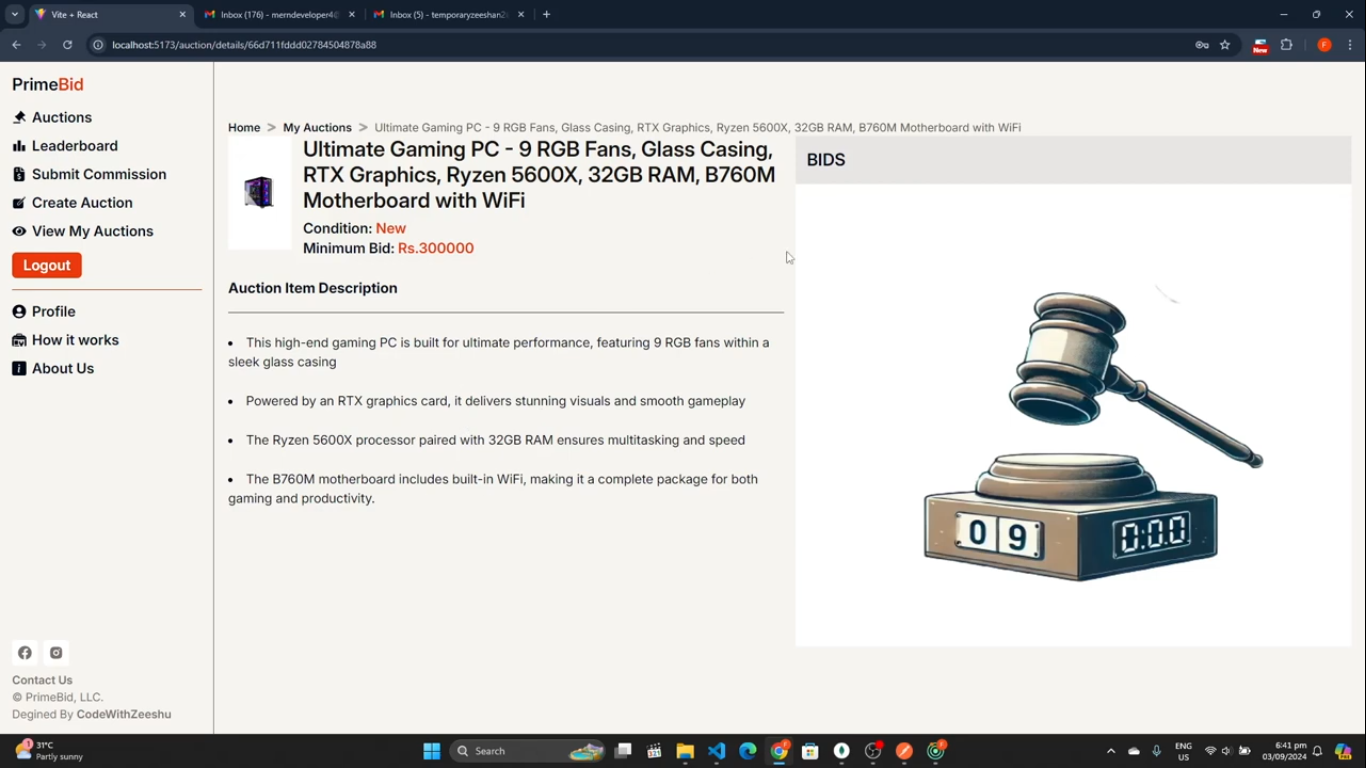 Vite + React
Inbox (176) - merndeveloper4@
Inbox (5) - temporaryzeeshan2
localhost:5173/auction/details/66d711fddd02784504878a88
New
F
PrimeBid
Auctions
Leaderboard
Submit Commission
Create Auction
View My Auctions
Logout
Profile
How it works
About Us
Contact Us
© PrimeBid, LLC.
Degined By CodeWithZeeshu
Home > My Auctions > Ultimate Gaming PC - 9 RGB Fans, Glass Casing, RTX Graphics, Ryzen 5600X, 32GB RAM, B760M Motherboard with WiFi
Ultimate Gaming PC - 9 RGB Fans, Glass Casing,
RTX Graphics, Ryzen 5600X, 32GB RAM, B760M
Motherboard with WiFi
Condition: New
Minimum Bid: Rs.300000
Auction Item Description
• This high-end gaming PC is built for ultimate performance, featuring 9 RGB fans within a
sleek glass casing
• Powered by an RTX graphics card, it delivers stunning visuals and smooth gameplay
• The Ryzen 5600X processor paired with 32GB RAM ensures multitasking and speed
• The B760M motherboard includes built-in WiFi, making it a complete package for both
gaming and productivity.
BIDS
09
0:0.0
1
31°C
Partly sunny
Search
ENG
US
6:41 pm
03/09/2024